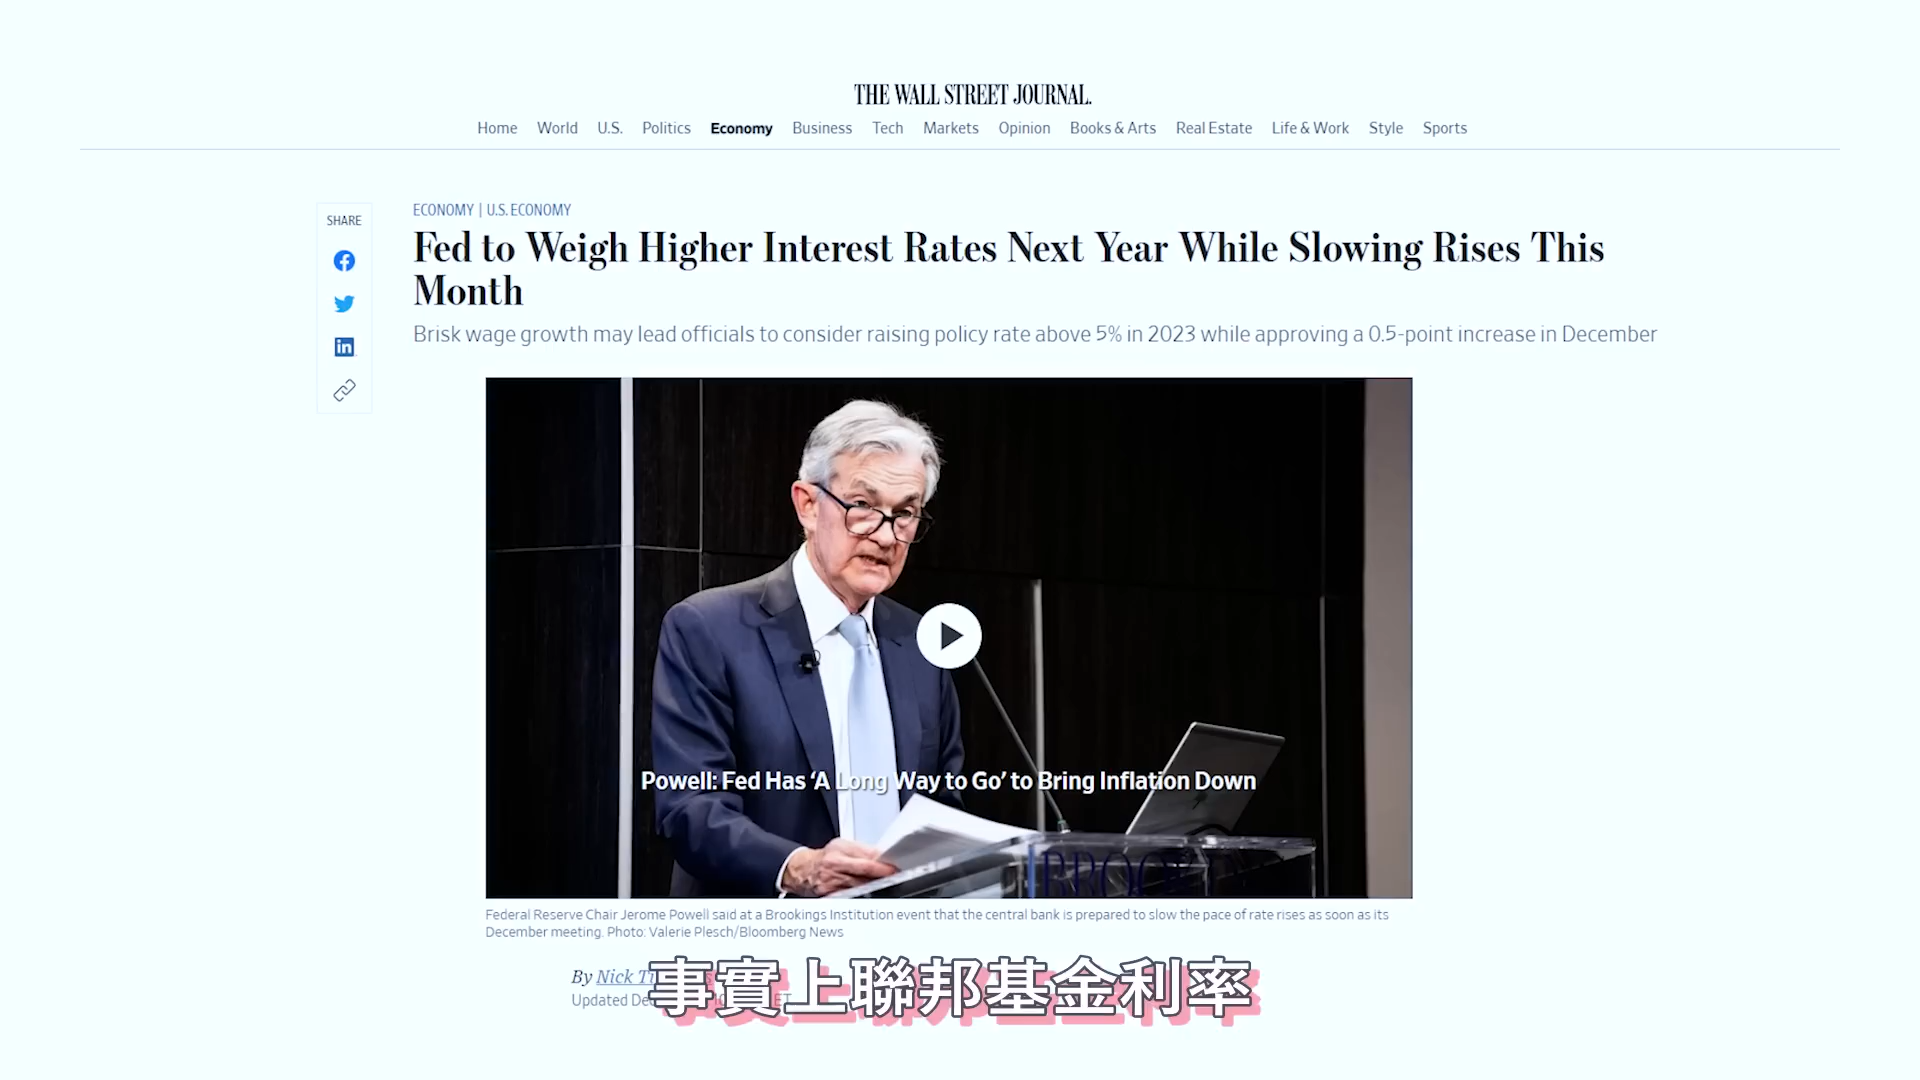 THE WALL STREET JOURNAL.
Home World U.S. Politics Economy Business Tech Markets Opinion Books & Arts Real Estate Life & Work Style Sports
SHARE
ECONOMY | U.S. ECONOMY
Fed to Weigh Higher Interest Rates Next Year While Slowing Rises This
Month
Brisk wage growth may lead officials to consider raising policy rate above 5% in 2023 while approving a 0.5-point increase in December
Powell: Fed Has ‘A Long Way to Go’ to Bring Inflation Down
Federal Reserve Chair Jerome Powell said at a Brookings Institution event that the central bank is prepared to slow the pace of rate rises as soon as its
December meeting. Photo: Valerie Plesch/Bloomberg News
By Nick
Updated
事實上聯邦基金利率